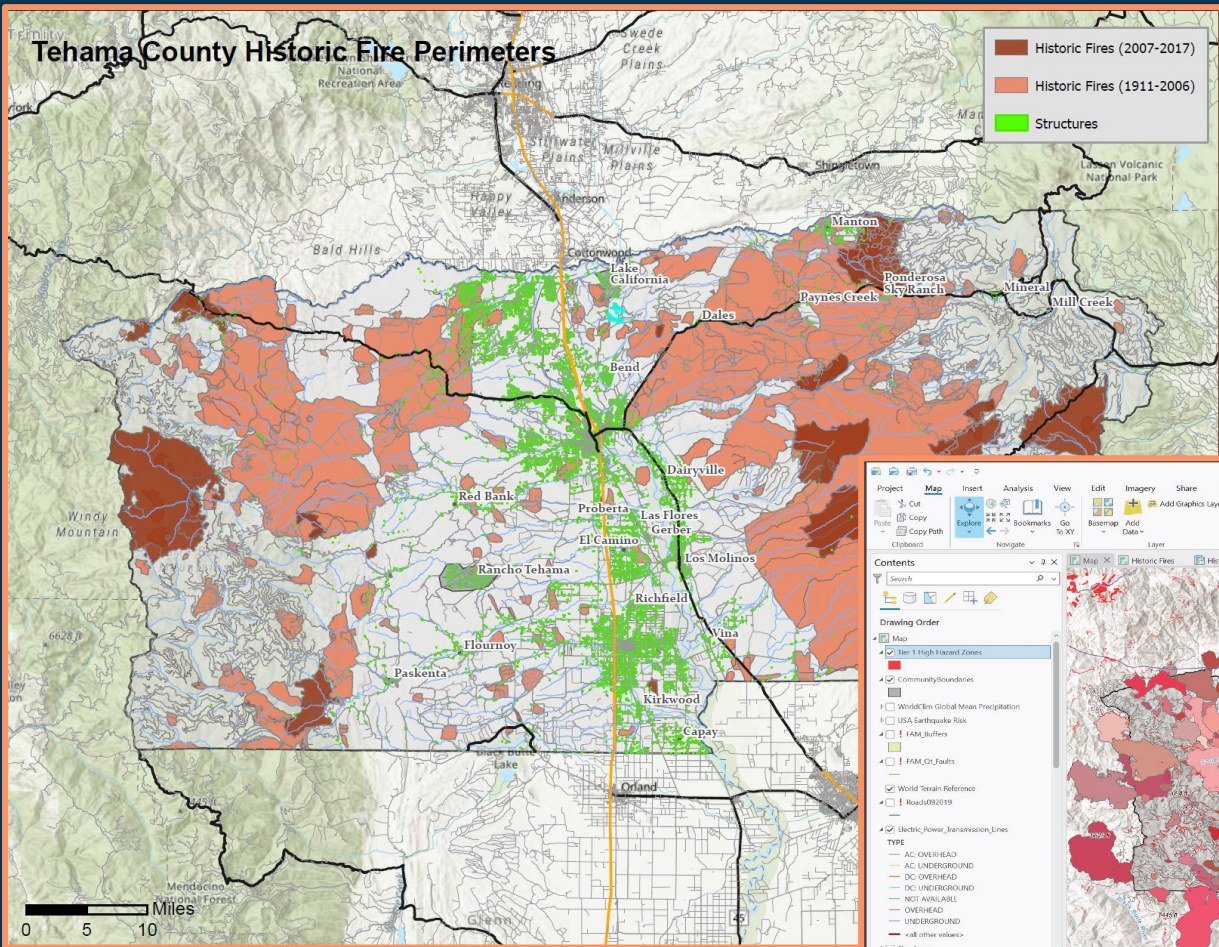 Tehama County Historic Fire Perimeters
Historic Fires (2007-2017)
Historic Fires (1911-2006)
Structures
Trinity
National
Recreation Area
Swede
Creek
Plains
Redding
Stillwater
Plains
Millville
Plains
Shingletown
Lassen Volcanic
National Park
Happy
Valley
Anderson
Bald Hills
Cottonwood
Lake
California
Manton
Ponderosa
Sky Ranch
Paynes Creek
Mineral
Mill Creek
Dales
Bend
Dairyville
Red Bank
Proberta
Las Flores
Gerber
El Camino
Los Molinos
Windy
Mountain
Rancho Tehama
Richfield
Vina
6628 ft
Flournoy
Paskenta
Kirkwood
Capay
Black Butte
Lake
Orland
Mendocino
National Forest
Glenn
45
Miles
0 5 10
Project Map Insert Analysis View Edit Imagery Share
Paste
Cut
Copy
Copy Path
Clipboard
Explore
Bookmarks
Go
To XY
Navigate
Basemap
Add
Data
Add Graphics Laye
Layer
Contents
Search
Drawing Order
Map
Tier 1 High Hazard Zones
CommunityBoundaries
WorldClim Global Mean Precipitation
USA Earthquake Risk
FAM_Buffers
FAM_Qt_Faults
World Terrain Reference
Roads092019
Electric_Power_Transmission_Lines
TYPE
AC; OVERHEAD
AC; UNDERGROUND
DC; OVERHEAD
DC; UNDERGROUND
NOT AVAILABLE
OVERHEAD
UNDERGROUND
<all other values>
Map
Historic Fires
His